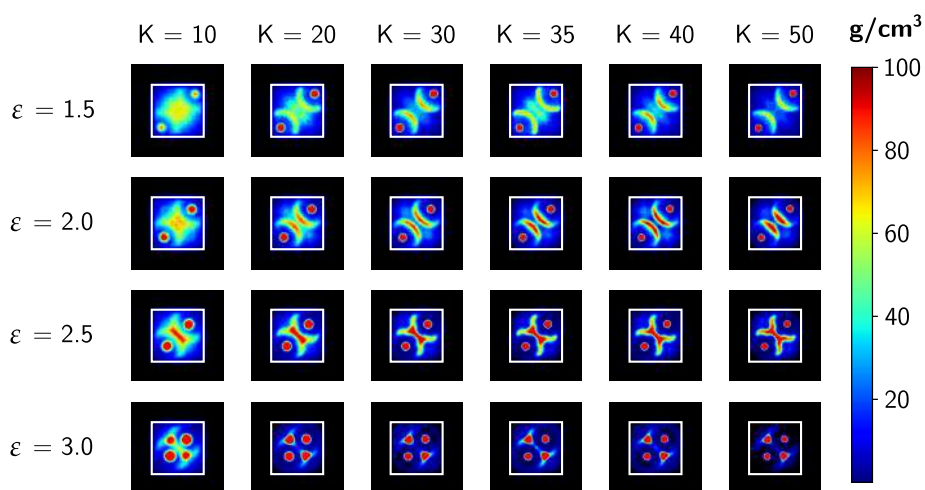 K = 10 K = 20 K = 30 K = 35 K = 40 K = 50 g/cm³
ε = 1.5
ε = 2.0
ε = 2.5
ε = 3.0
100
80
60
40
20